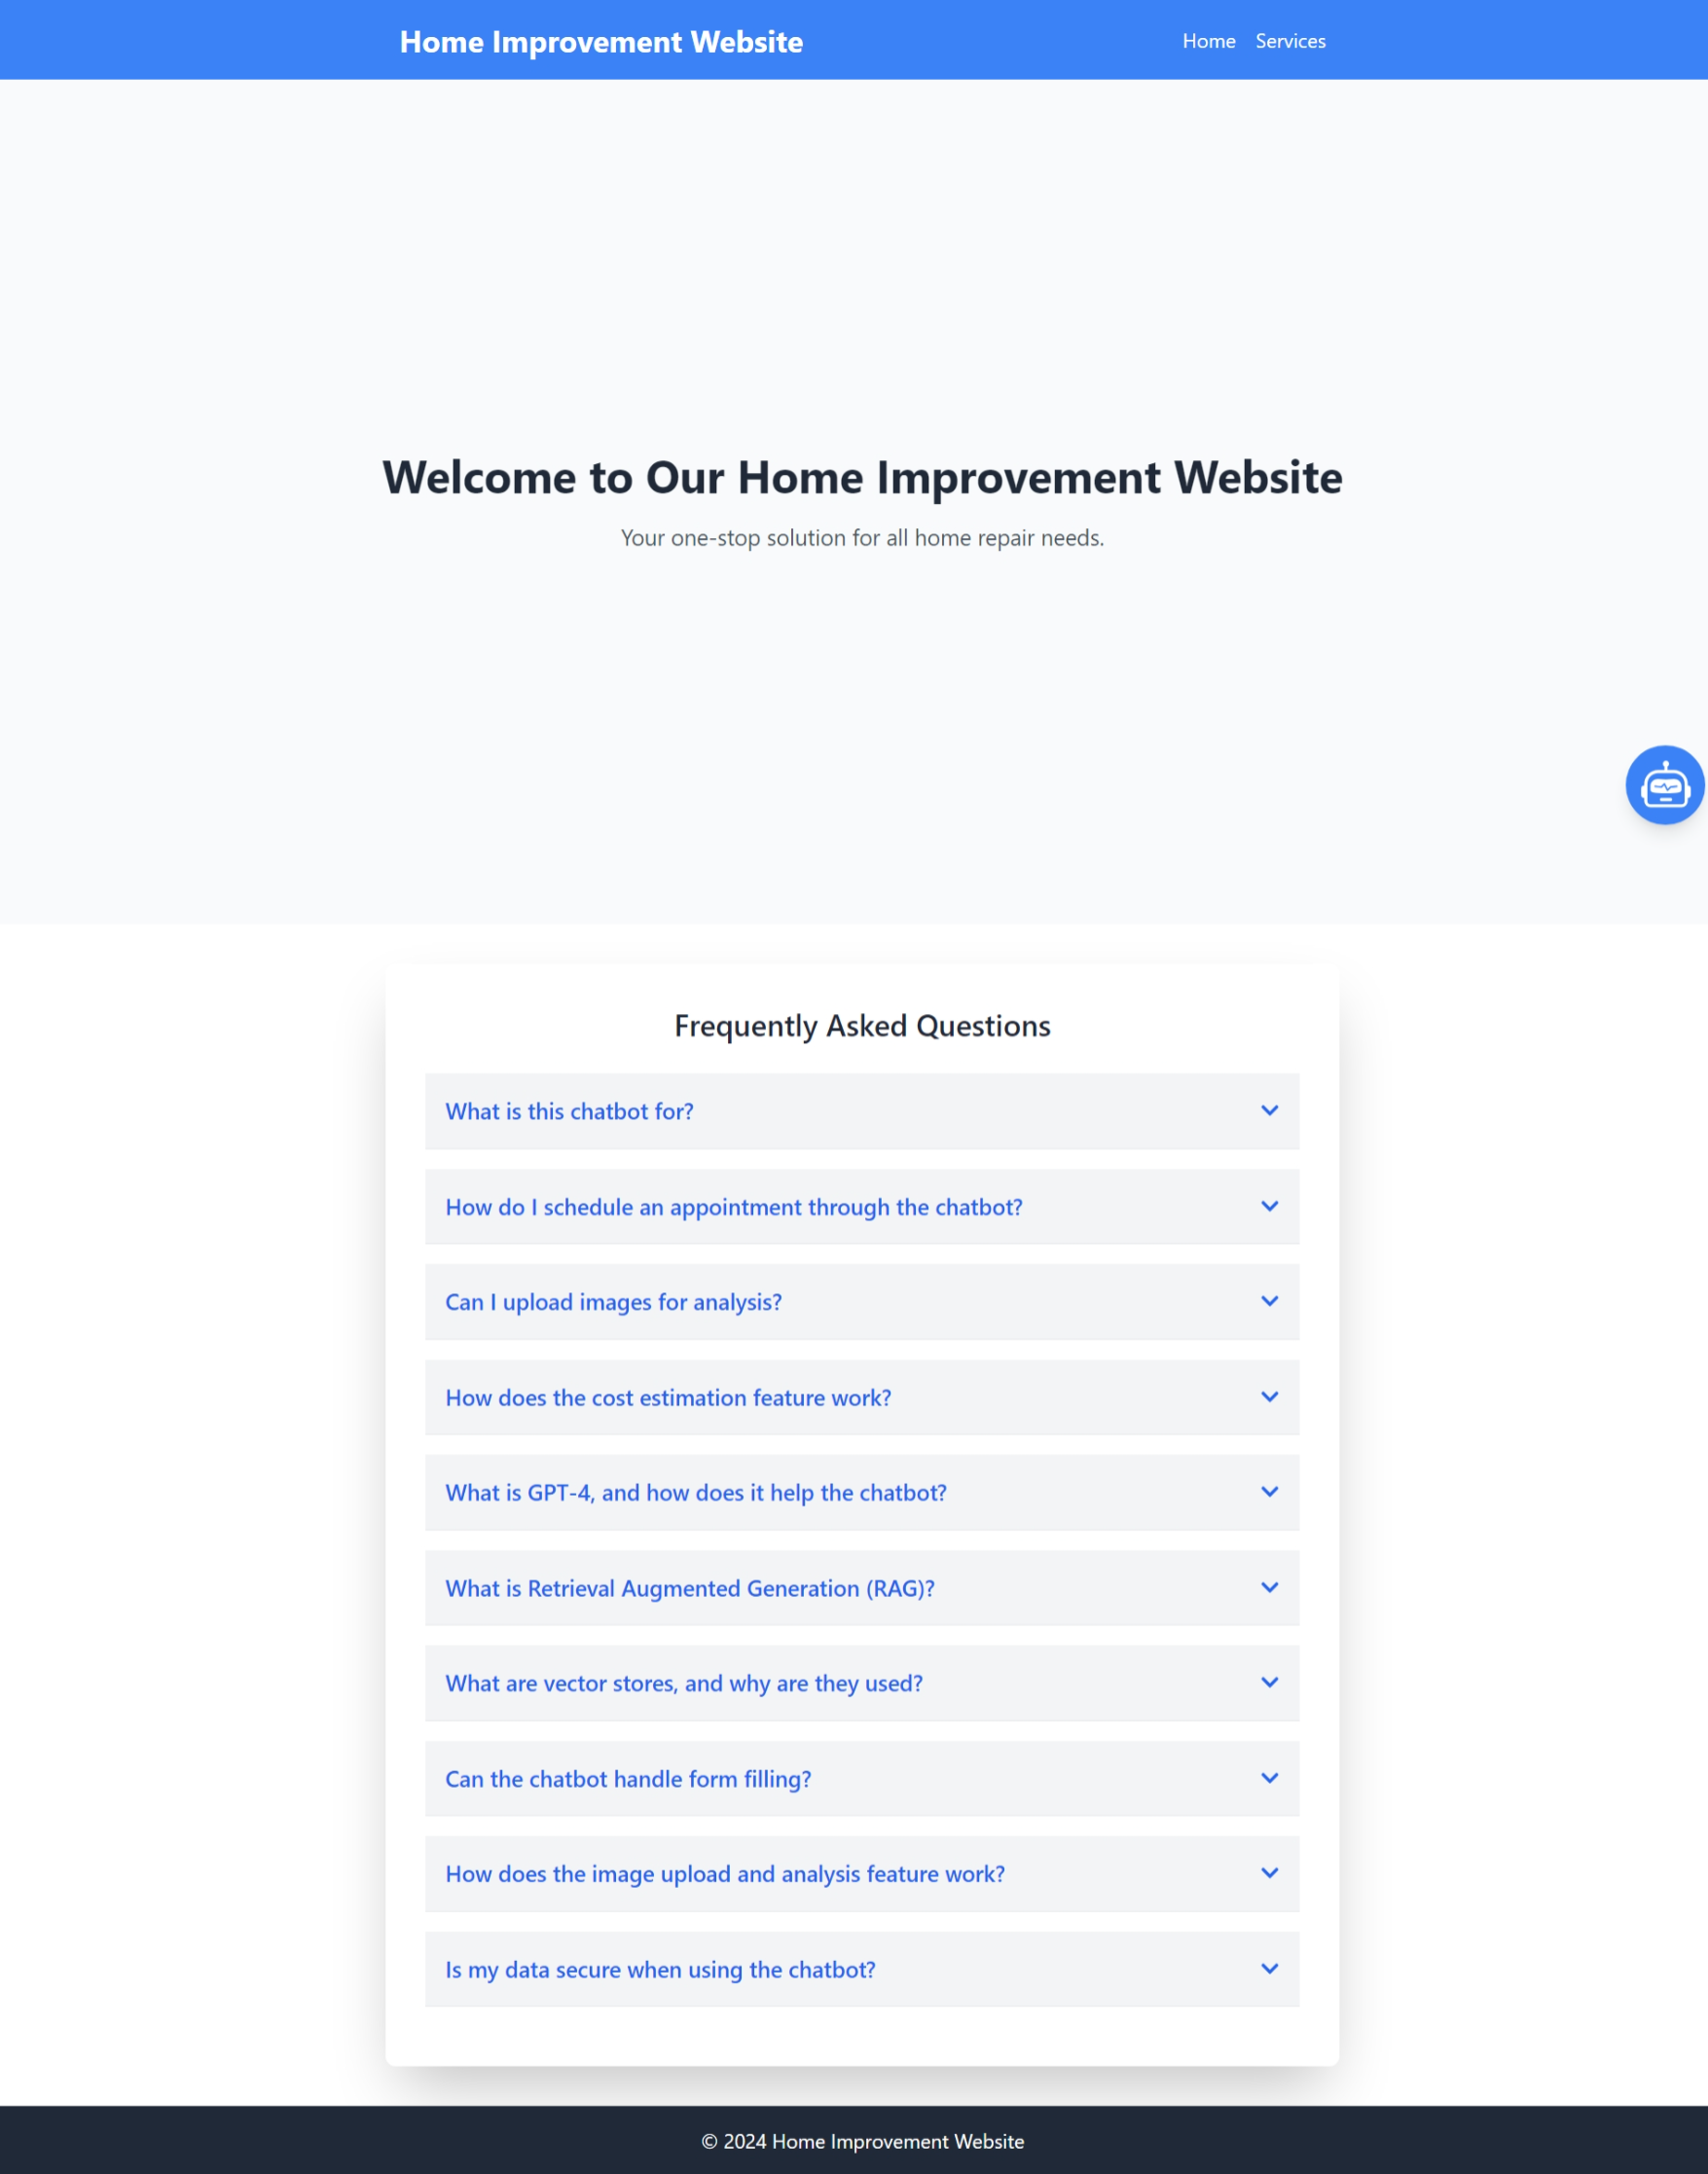 Home Improvement Website
Home Services
Welcome to Our Home Improvement Website
Your one-stop solution for all home repair needs.
Frequently Asked Questions
What is this chatbot for?
How do I schedule an appointment through the chatbot?
Can I upload images for analysis?
How does the cost estimation feature work?
What is GPT-4, and how does it help the chatbot?
What is Retrieval Augmented Generation (RAG)?
What are vector stores, and why are they used?
Can the chatbot handle form filling?
How does the image upload and analysis feature work?
Is my data secure when using the chatbot?
© 2024 Home Improvement Website